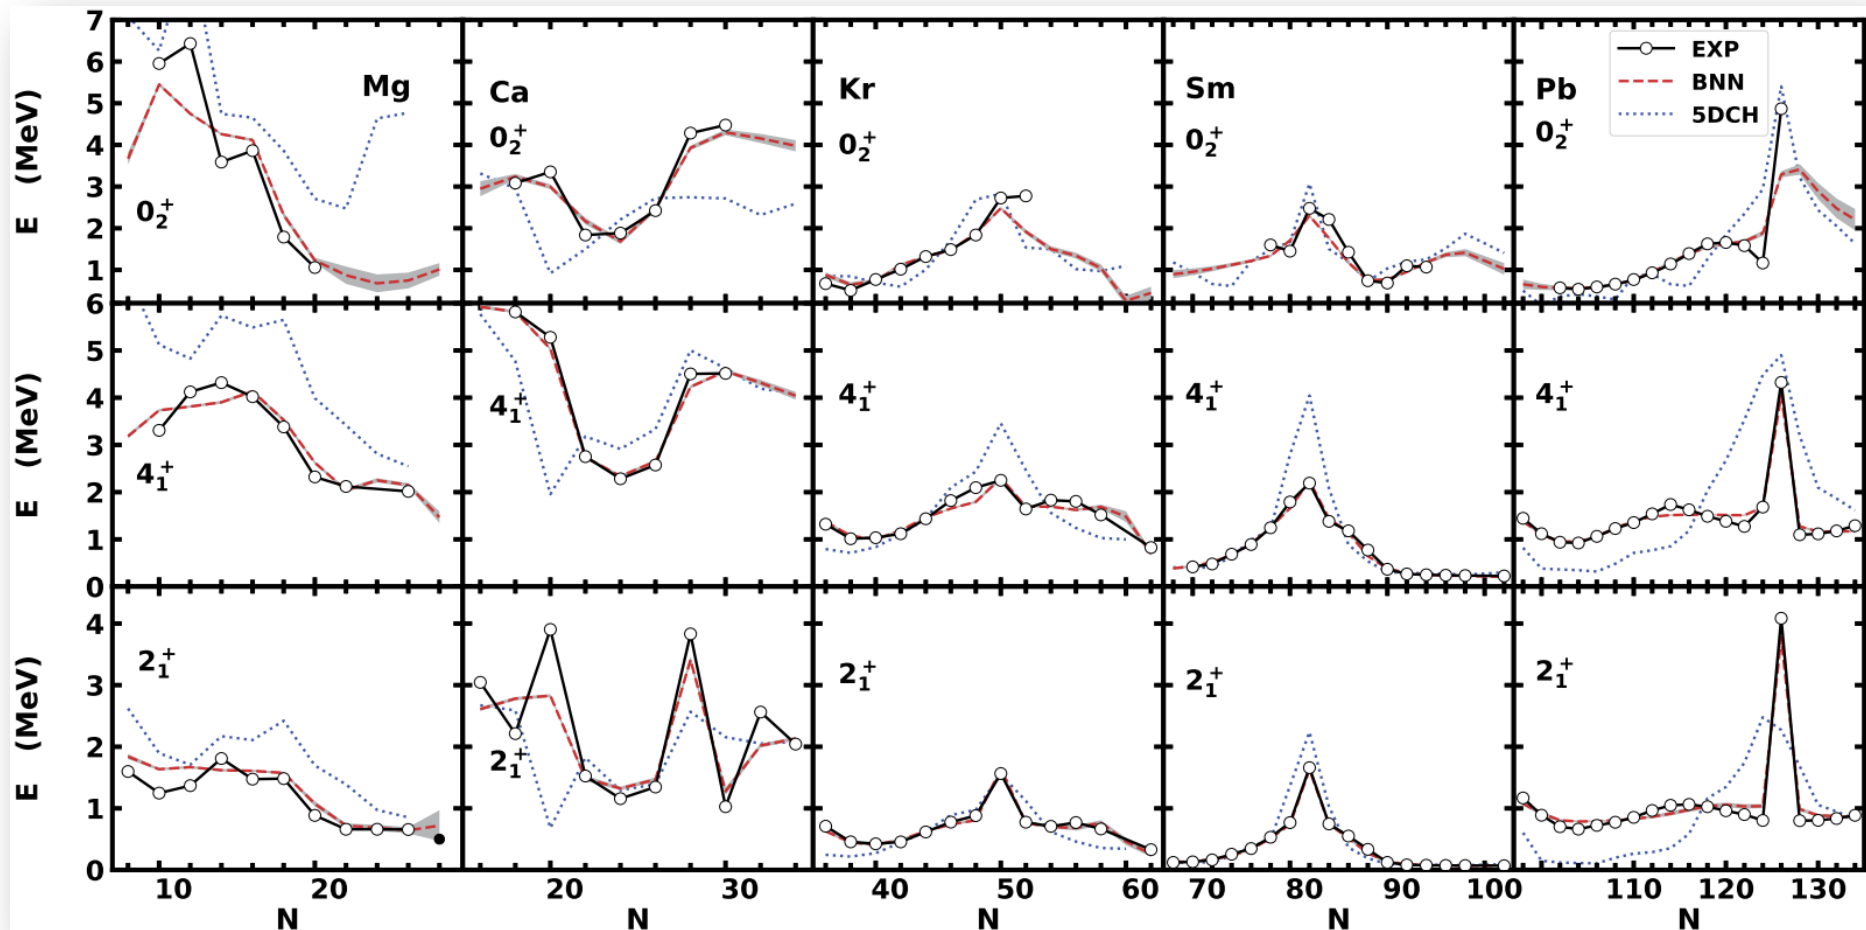 7
6
5
4
3
2
1
E (MeV)
Mg
0₂⁺
Ca
0₂⁺
Kr
0₂⁺
Sm
0₂⁺
Pb
0₂⁺
EXP
BNN
5DCH
6
5
4
3
2
1
0
E (MeV)
4₁⁺
4₁⁺
4₁⁺
4₁⁺
4₁⁺
4
3
2
1
0
E (MeV)
2₁⁺
2₁⁺
2₁⁺
2₁⁺
2₁⁺
10 20
20 30
40 50 60
70 80 90 100
110 120 130
N N N N N